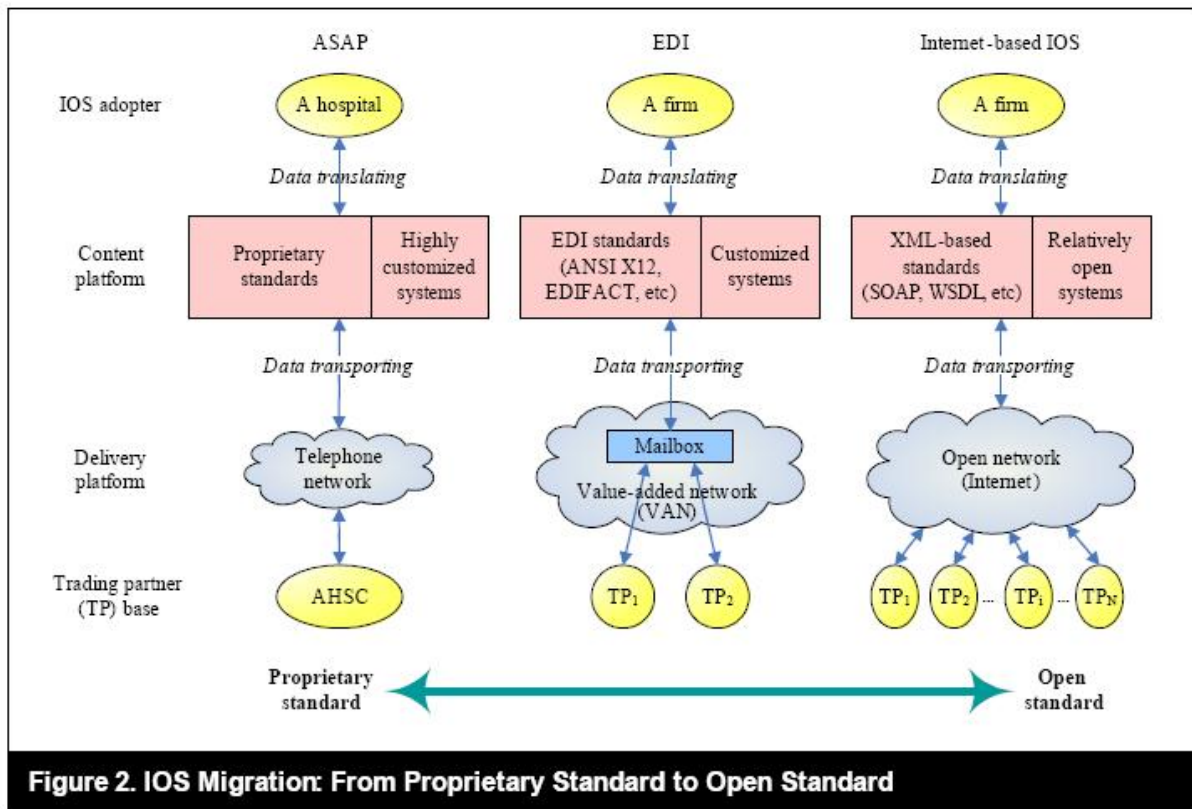 ASAP EDI Internet-based IOS
IOS adopter
A hospital A firm A firm
Data translating Data translating Data translating
Content
platform
Proprietary
standards
Highly
customized
systems
EDI standards
(ANSI X12,
EDIFACT, etc)
Customized
systems
XML-based
standards
(SOAP, WSDL, etc)
Relatively
open
systems
Data transporting Data transporting Data transporting
Delivery
platform
Telephone
network
Mailbox
Value-added network
(VAN)
Open network
(Internet)
Trading partner
(TP) base
AHSC
TP1 TP2
TP1 TP2 ... TPi ... TPN
Proprietary
standard
Open
standard
Figure 2. IOS Migration: From Proprietary Standard to Open Standard